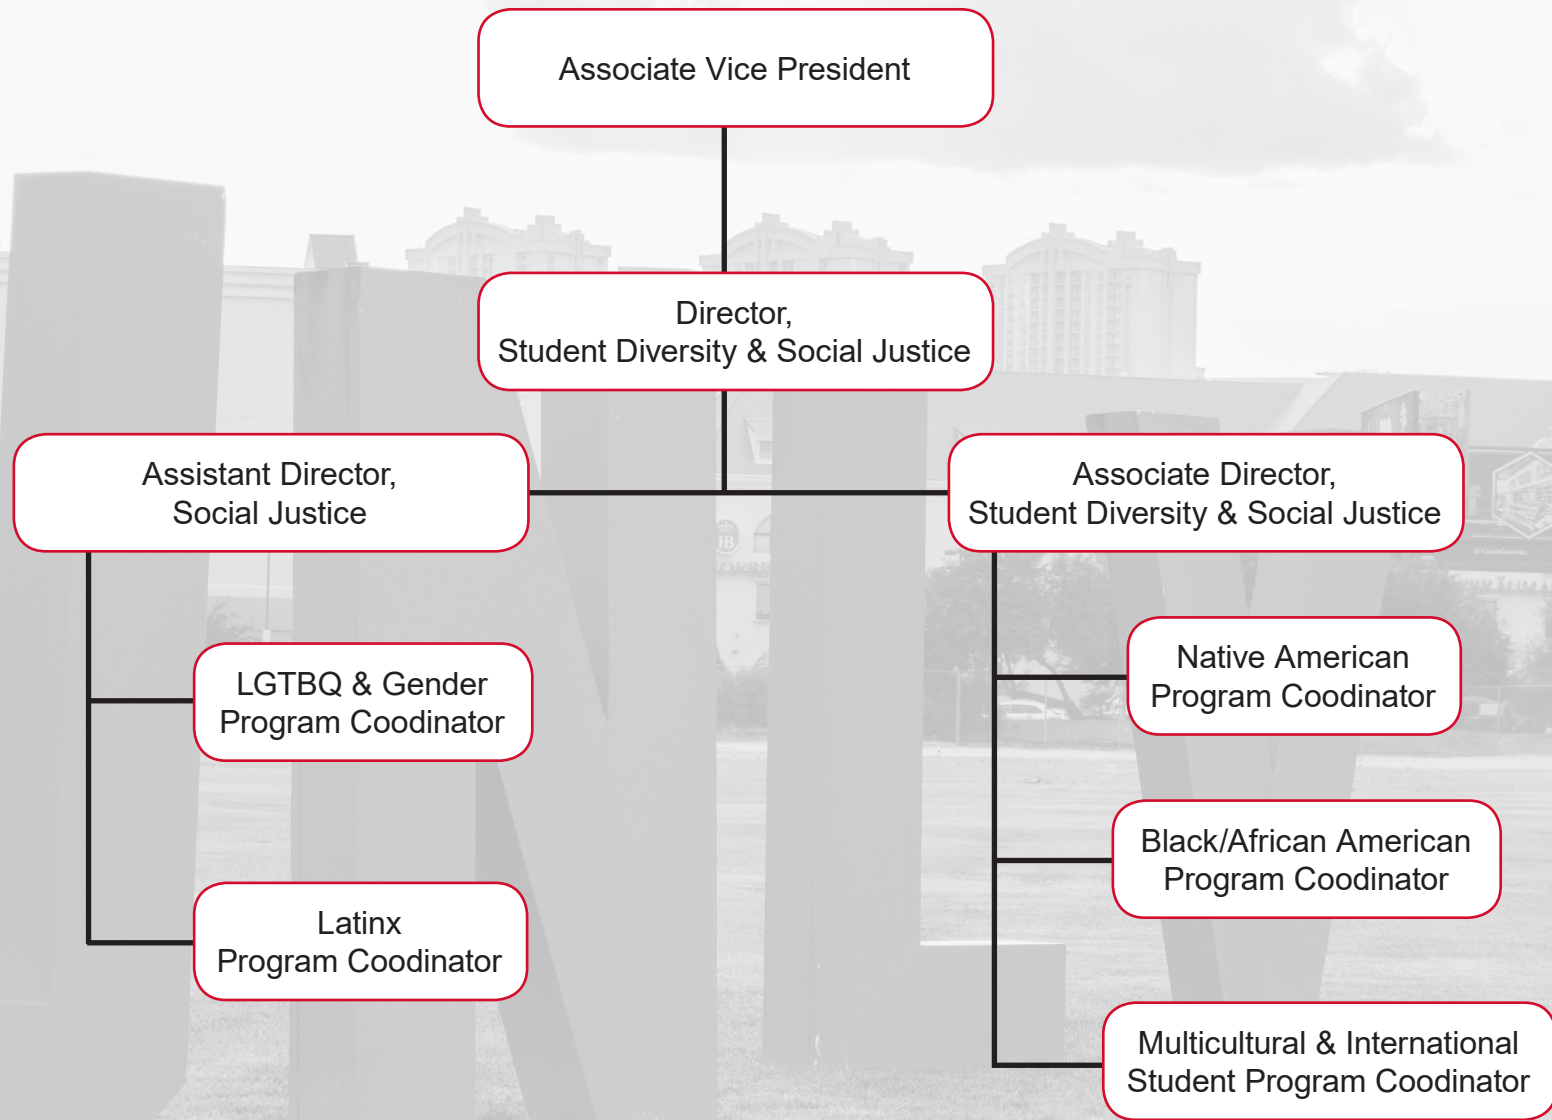 Associate Vice President
Director,
Student Diversity & Social Justice
Assistant Director,
Social Justice
LGTBQ & Gender
Program Coodinator
Latinx
Program Coodinator
Associate Director,
Student Diversity & Social Justice
Native American
Program Coodinator
Black/African American
Program Coodinator
Multicultural & International
Student Program Coodinator
UNLV